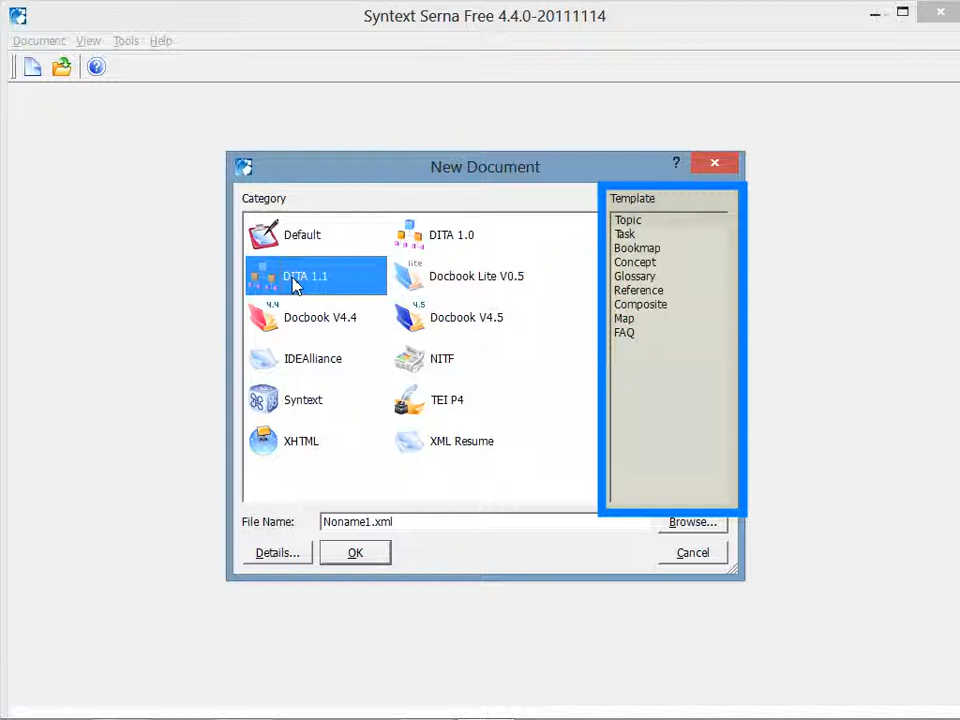 Syntext Serna Free 4.4.0-20111114
Document View Tools Help
New Document
Category
Template
Default
DITA 1.0
DITA 1.1
lite
Docbook Lite V0.5
4.4
Docbook V4.4
4.5
Docbook V4.5
IDEAlliance
NITF
Syntext
TEI P4
XHTML
XML Resume
Topic
Task
Bookmap
Concept
Glossary
Reference
Composite
Map
FAQ
File Name: Noname1.xml Browse...
Details... OK Cancel